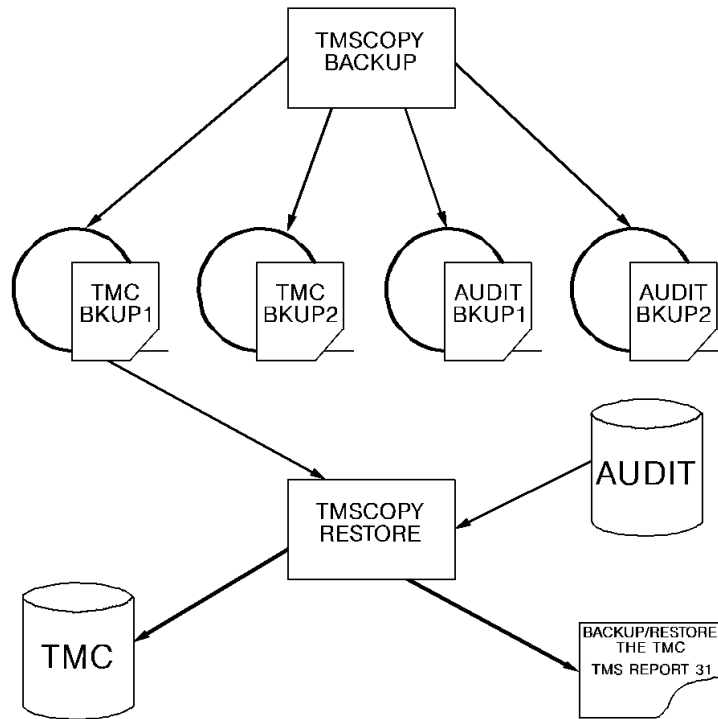 TMSCOPY
BACKUP
TMC
BKUP1
TMC
BKUP2
AUDIT
BKUP1
AUDIT
BKUP2
AUDIT
TMSCOPY
RESTORE
TMC
BACKUP/RESTORE
THE TMC
TMS REPORT 31